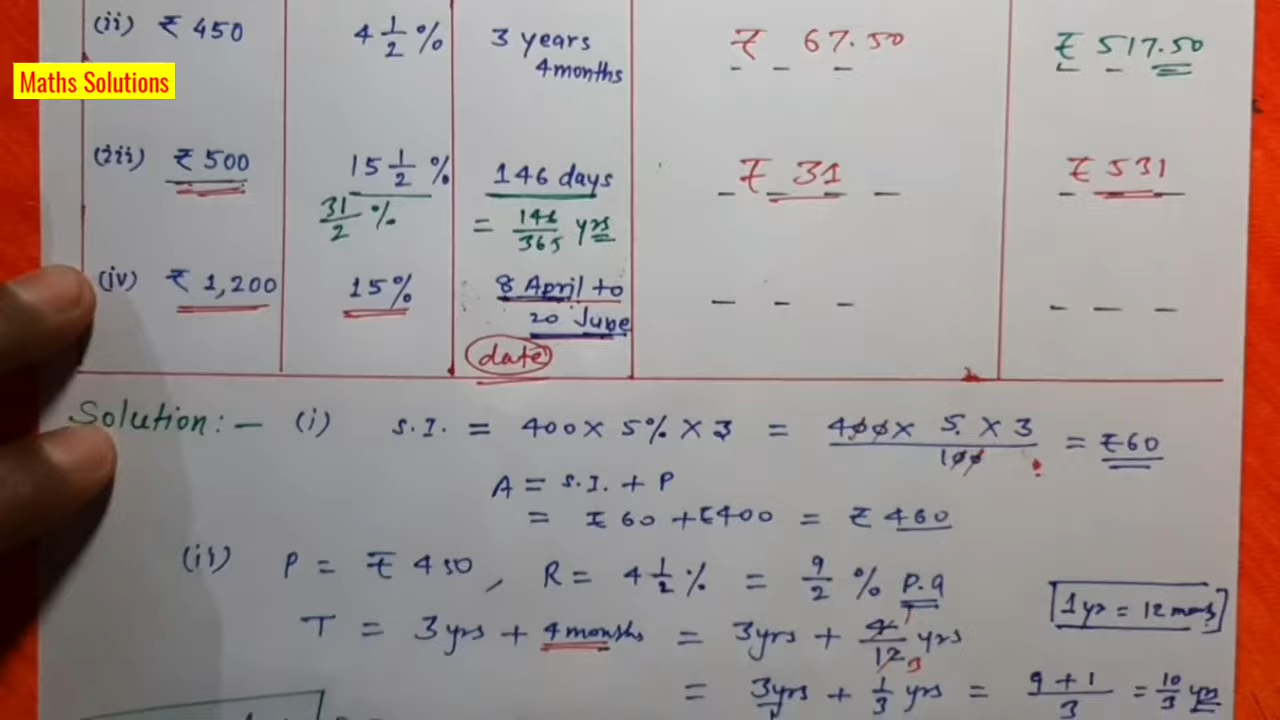 (ii) ₹ 450 4 1/2 % 3 years 4 months ₹ 67.50 ₹ 517.50
Maths Solutions
(iii) ₹ 500 15 1/2 % 146 days ₹ 31 ₹ 531
31/2 % = 146/365 yrs
(iv) ₹ 1,200 15% 8 April to 20 June - - - - - -
date
Solution:- (i) S.I. = 400 × 5% × 3 = 400 × 5 × 3 / 100 = ₹ 60
A = S.I. + P
= ₹ 60 + ₹ 400 = ₹ 460
(ii) P = ₹ 450, R = 4 1/2 % = 9/2 % P.a
T = 3 yrs + 4 months = 3 yrs + 4/12 yrs 1 3
1 yr = 12 mons
= 3 yrs/1 + 1/3 yrs = 9 + 1 / 3 = 10/3 yrs